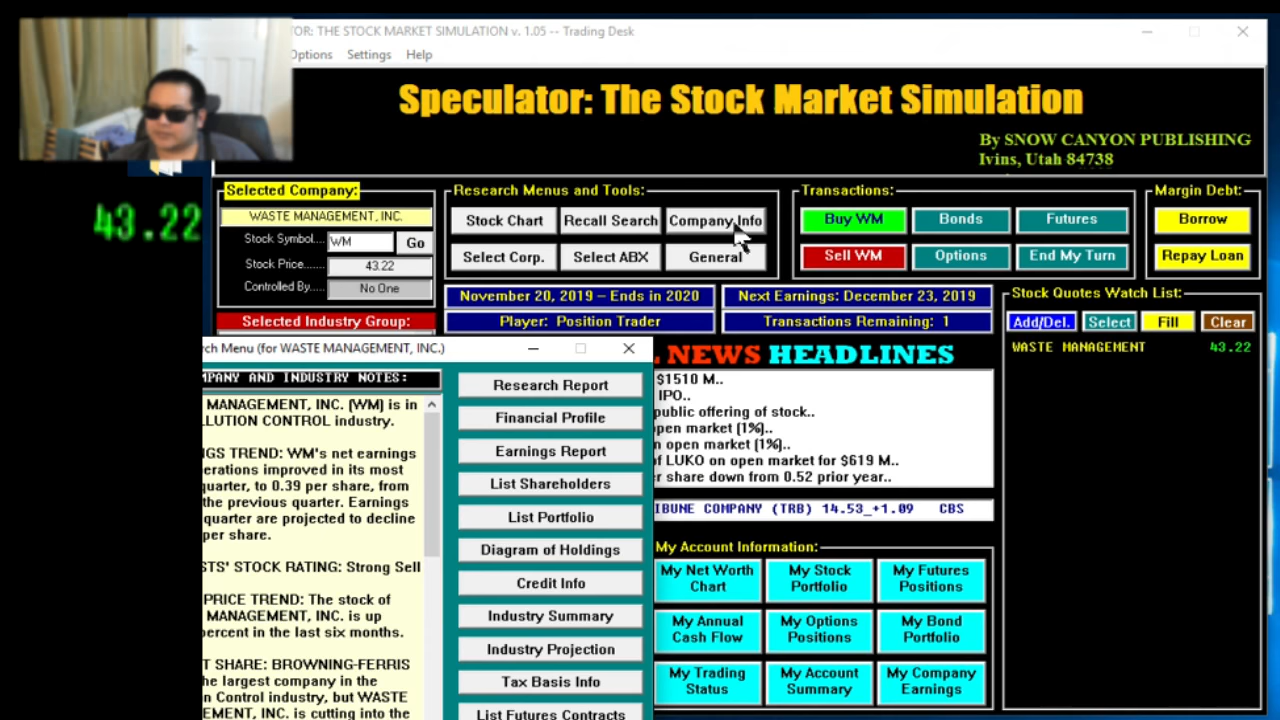 OR: THE STOCK MARKET SIMULATION v. 1.05 -- Trading Desk
Options Settings Help
Speculator: The Stock Market Simulation
By SNOW CANYON PUBLISHING
Ivins, Utah 84738
43.22
Selected Company:
WASTE MANAGEMENT, INC.
Stock Symbol.... WM Go
Stock Price....... 43.22
Controlled By..... No One
Selected Industry Group:
Research Menus and Tools:
Stock Chart Recall Search Company Info
Select Corp. Select ABX General
Transactions:
Buy WM Bonds Futures
Sell WM Options End My Turn
Margin Debt:
Borrow
Repay Loan
November 20, 2019 – Ends in 2020 Next Earnings: December 23, 2019
Player: Position Trader Transactions Remaining: 1
Stock Quotes Watch List:
Add/Del. Select Fill Clear
WASTE MANAGEMENT 43.22
rch Menu (for WASTE MANAGEMENT, INC.)
MPANY AND INDUSTRY NOTES:
MANAGEMENT, INC. (WM) is in
LLUTION CONTROL industry.
GS TREND: WM's net earnings
erations improved in its most
quarter, to 0.39 per share, from
the previous quarter. Earnings
quarter are projected to decline
per share.
STS' STOCK RATING: Strong Sell
PRICE TREND: The stock of
MANAGEMENT, INC. is up
percent in the last six months.
T SHARE: BROWNING-FERRIS
he largest company in the
n Control industry, but WASTE
EMENT, INC. is cutting into the
Research Report
Financial Profile
Earnings Report
List Shareholders
List Portfolio
Diagram of Holdings
Credit Info
Industry Summary
Industry Projection
Tax Basis Info
List Futures Contracts
NEWS HEADLINES
$1510 M..
IPO..
public offering of stock..
open market (1%)..
n open market (1%)..
f LUKO on open market for $619 M..
r share down from 0.52 prior year..
IBUNE COMPANY (TRB) 14.53_+1.09 CBS
My Account Information:
My Net Worth Chart
My Stock Portfolio
My Futures Positions
My Annual Cash Flow
My Options Positions
My Bond Portfolio
My Trading Status
My Account Summary
My Company Earnings